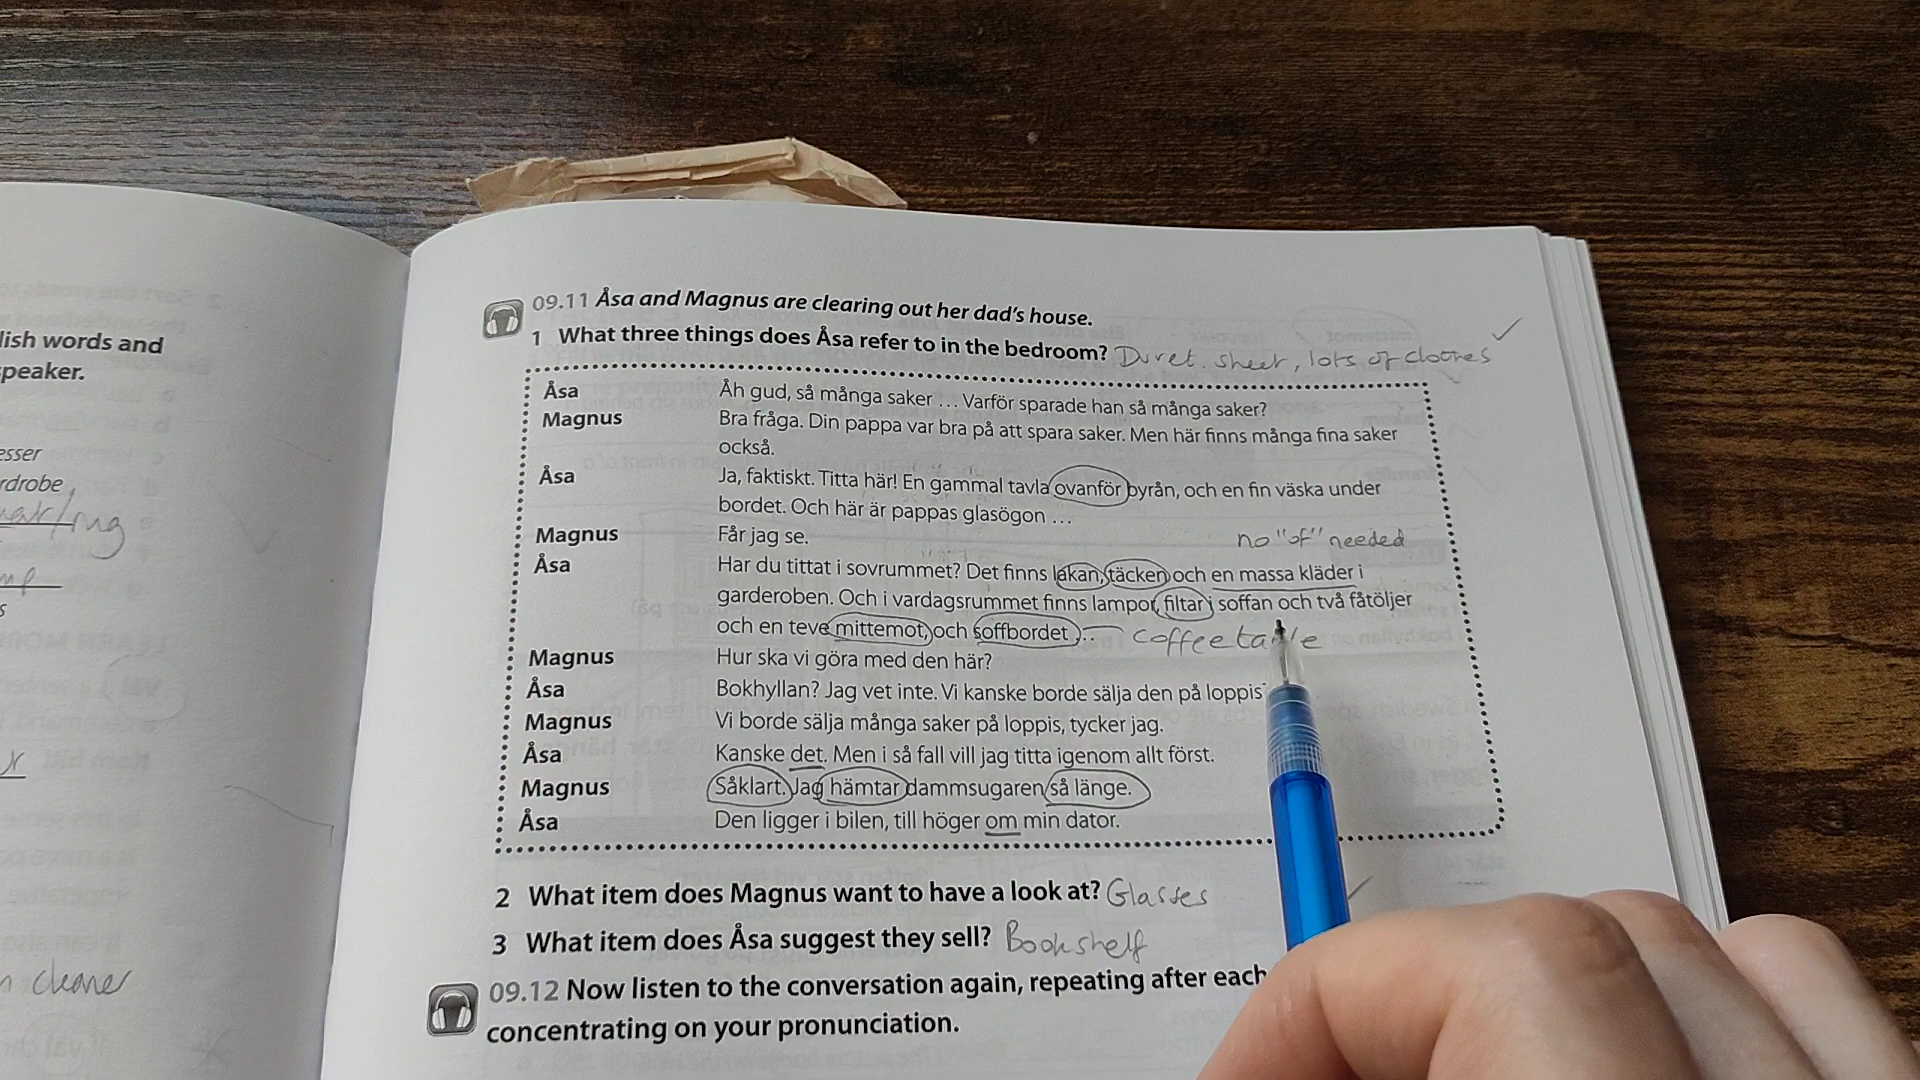 lish words and
peaker.
esser
rdrobe
mat/rug
cleaner
09.11 Åsa and Magnus are clearing out her dad's house.
1 What three things does Åsa refer to in the bedroom? Duvet, sheet, lots of clothes
Åsa Åh gud, så många saker ... Varför sparade han så många saker?
Magnus Bra fråga. Din pappa var bra på att spara saker. Men här finns många fina saker
också.
Åsa Ja, faktiskt. Titta här! En gammal tavla ovanför byrån, och en fin väska under
bordet. Och här är pappas glasögon ...
Magnus Får jag se.
no "of" needed
Åsa Har du tittat i sovrummet? Det finns lakan, täcken och en massa kläder i
garderoben. Och i vardagsrummet finns lampor, filtar i soffan och två fåtöljer
och en teve mittemot, och soffbordet ... coffee table
Magnus Hur ska vi göra med den här?
Åsa Bokhyllan? Jag vet inte. Vi kanske borde sälja den på loppis
Magnus Vi borde sälja många saker på loppis, tycker jag.
Åsa Kanske det. Men i så fall vill jag titta igenom allt först.
Magnus Såklart. Jag hämtar dammsugaren så länge.
Åsa Den ligger i bilen, till höger om min dator.
2 What item does Magnus want to have a look at? Glasses
3 What item does Åsa suggest they sell? Bookshelf
09.12 Now listen to the conversation again, repeating after each
concentrating on your pronunciation.